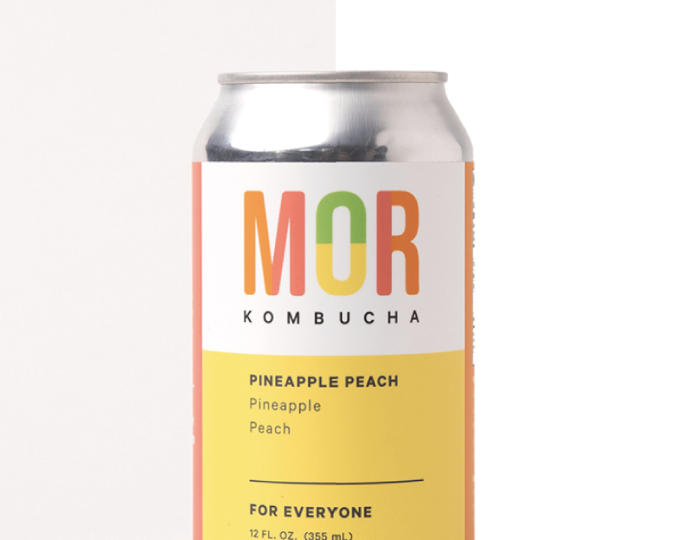 MOR
KOMBUCHA
PINEAPPLE PEACH
Pineapple
Peach
FOR EVERYONE
12 FL. OZ. (355 mL)